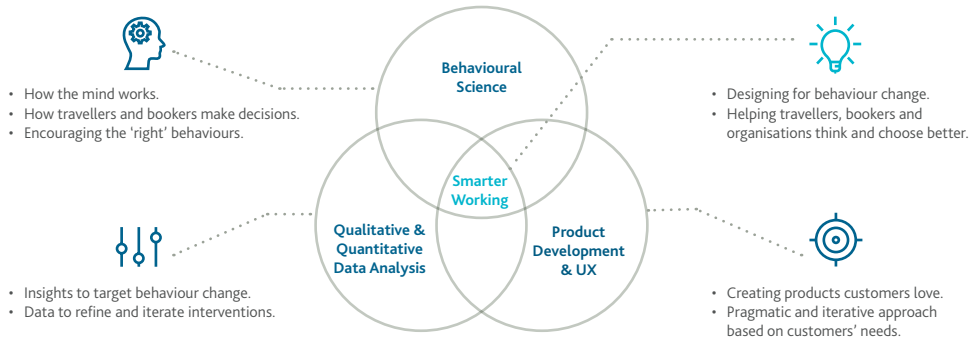 Behavioural
Science
• How the mind works.
• How travellers and bookers make decisions.
• Encouraging the ‘right’ behaviours.
• Designing for behaviour change.
• Helping travellers, bookers and
organisations think and choose better.
Smarter
Working
Qualitative &
Quantitative
Data Analysis
Product
Development
& UX
• Insights to target behaviour change.
• Data to refine and iterate interventions.
• Creating products customers love.
• Pragmatic and iterative approach
based on customers’ needs.